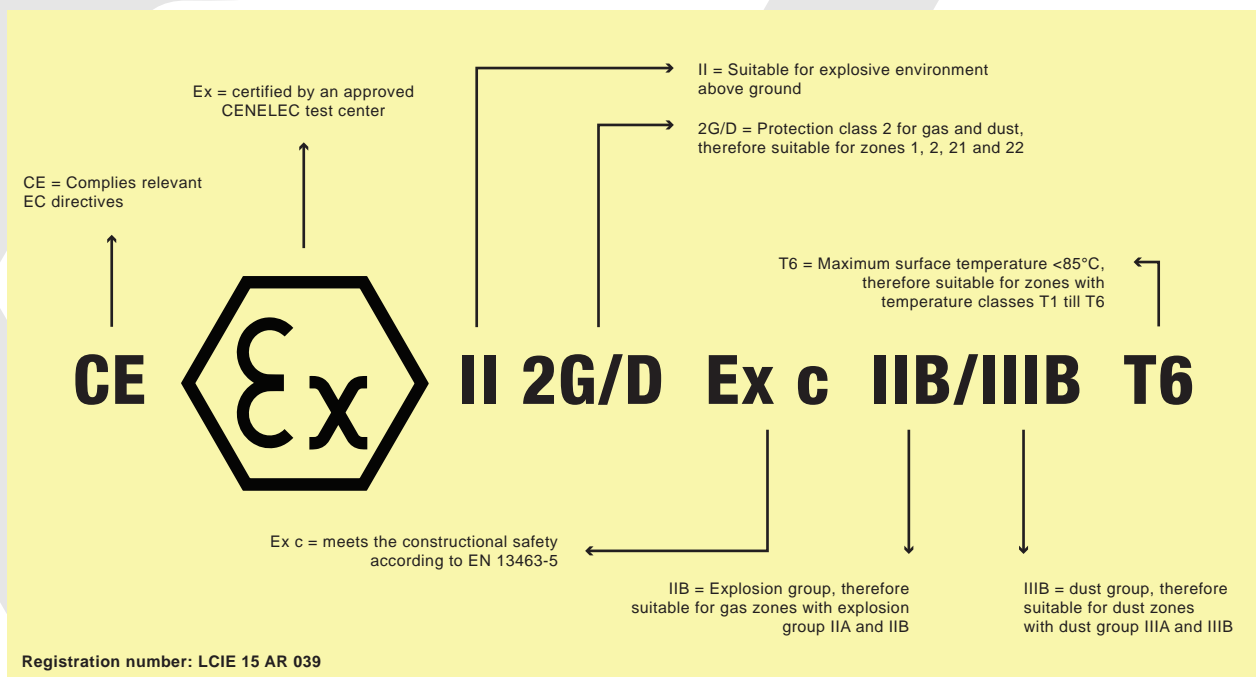 II = Suitable for explosive environment
above ground
Ex = certified by an approved
CENELEC test center
2G/D = Protection class 2 for gas and dust,
therefore suitable for zones 1, 2, 21 and 22
CE = Complies relevant
EC directives
T6 = Maximum surface temperature <85°C,
therefore suitable for zones with
temperature classes T1 till T6
CE Ex II 2G/D Ex c IIB/IIIB T6
Ex c = meets the constructional safety
according to EN 13463-5
IIB = Explosion group, therefore
suitable for gas zones with explosion
group IIA and IIB
IIIB = dust group, therefore
suitable for dust zones
with dust group IIIA and IIIB
Registration number: LCIE 15 AR 039